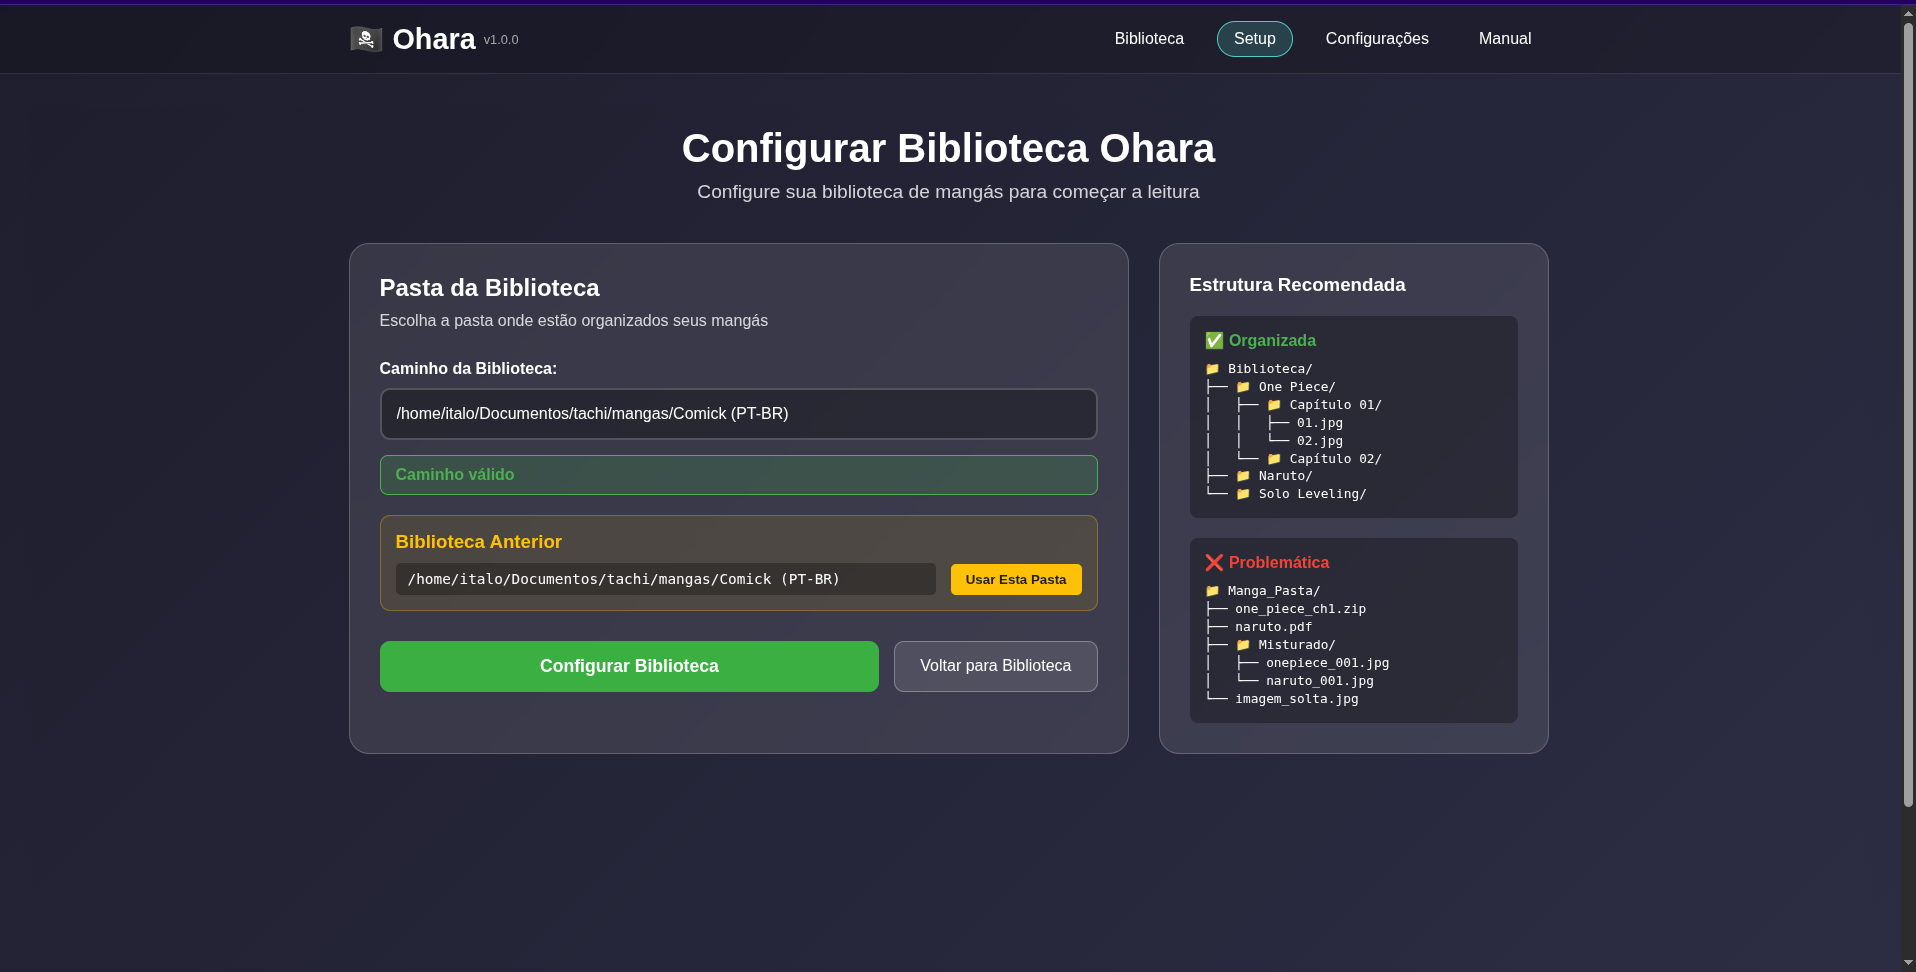 Ohara v1.0.0
Biblioteca
Setup
Configurações
Manual
Configurar Biblioteca Ohara
Configure sua biblioteca de mangás para começar a leitura
Pasta da Biblioteca
Escolha a pasta onde estão organizados seus mangás
Caminho da Biblioteca:
/home/italo/Documentos/tachi/mangas/Comick (PT-BR)
Caminho válido
Biblioteca Anterior
/home/italo/Documentos/tachi/mangas/Comick (PT-BR)
Usar Esta Pasta
Configurar Biblioteca
Voltar para Biblioteca
Estrutura Recomendada
✅ Organizada
📁 Biblioteca/
├── 📁 One Piece/
│   ├── 📁 Capítulo 01/
│   │   ├── 01.jpg
│   │   └── 02.jpg
│   └── 📁 Capítulo 02/
├── 📁 Naruto/
└── 📁 Solo Leveling/
❌ Problemática
📁 Manga_Pasta/
├── one_piece_ch1.zip
├── naruto.pdf
├── 📁 Misturado/
│   ├── onepiece_001.jpg
│   └── naruto_001.jpg
└── imagem_solta.jpg